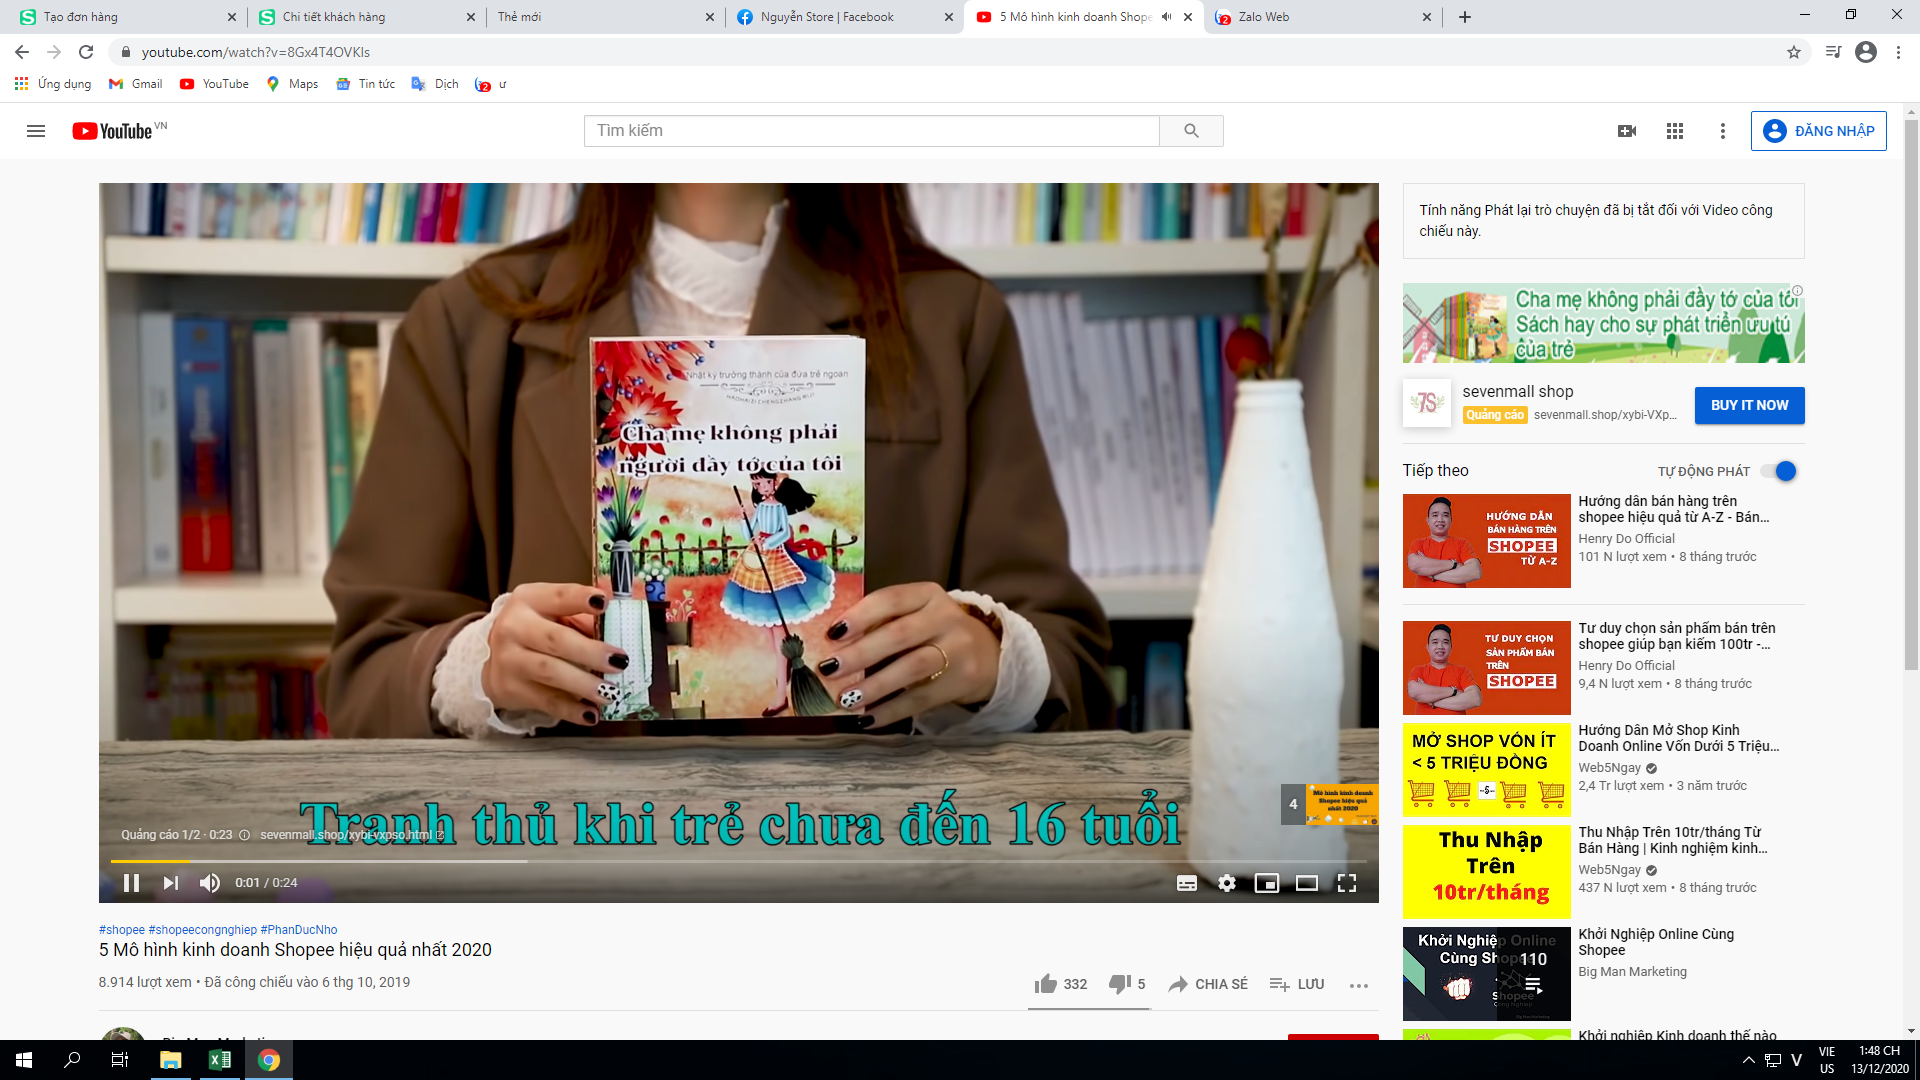 Tạo đơn hàng
Chi tiết khách hàng
Thẻ mới
Nguyễn Store | Facebook
5 Mô hình kinh doanh Shope
Zalo Web
youtube.com/watch?v=8Gx4T4OVKIs
Ứng dụng
Gmail
YouTube
Maps
Tin tức
Dịch
ư
YouTube VN
Tìm kiếm
ĐĂNG NHẬP
Nhật ký trưởng thành của đứa trẻ ngoan
Cha mẹ không phải
người đầy tớ của tôi
Tranh thủ khi trẻ chưa đến 16 tuổi
4
Mô hình kinh doanh
Shopee hiệu quả
nhất 2020
Quảng cáo 1/2 · 0:23
sevenmall.shop/xybi-vxpso.html
0:01 / 0:24
#shopee #shopeecongnghiep #PhanDucNho
5 Mô hình kinh doanh Shopee hiệu quả nhất 2020
8.914 lượt xem • Đã công chiếu vào 6 thg 10, 2019
332
5
CHIA SẺ
LƯU
Tính năng Phát lại trò chuyện đã bị tắt đối với Video công
chiếu này.
Cha mẹ không phải đầy tớ của tôi
Sách hay cho sự phát triển ưu tú
của trẻ
7S
sevenmall shop
Quảng cáo sevenmall.shop/xybi-VXp...
BUY IT NOW
Tiếp theo
TỰ ĐỘNG PHÁT
HƯỚNG DẪN
BÁN HÀNG TRÊN
SHOPEE
TỪ A-Z
Hướng dẫn bán hàng trên
shopee hiệu quả từ A-Z - Bán...
Henry Do Official
101 N lượt xem • 8 tháng trước
TƯ DUY CHỌN
SẢN PHẨM BÁN
TRÊN
SHOPEE
Tư duy chọn sản phẩm bán trên
shopee giúp bạn kiếm 100tr -...
Henry Do Official
9,4 N lượt xem • 8 tháng trước
MỞ SHOP VỐN ÍT
< 5 TRIỆU ĐỒNG
Hướng Dẫn Mở Shop Kinh
Doanh Online Vốn Dưới 5 Triệu...
Web5Ngay
2,4 Tr lượt xem • 3 năm trước
Thu Nhập
Trên
10tr/tháng
Thu Nhập Trên 10tr/tháng Từ
Bán Hàng | Kinh nghiệm kinh...
Web5Ngay
437 N lượt xem • 8 tháng trước
Khởi Nghiệp Online
Cùng Shopee
110
Khởi Nghiệp Online Cùng
Shopee
Big Man Marketing
Khởi nghiệp Kinh doanh thế nào
VIE
US
1:48 CH
13/12/2020